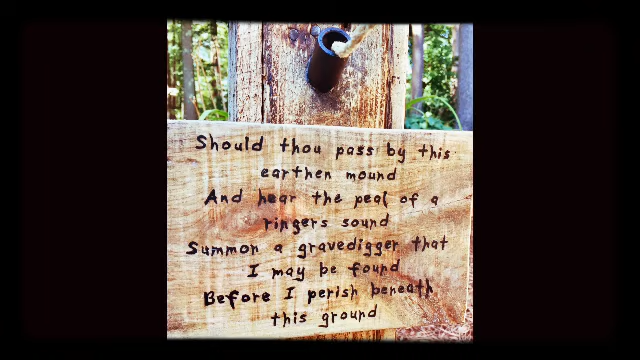 Should thou pass by this
earthen mound
And hear the peal of a
ringers sound
Summon a gravedigger that
I may be found
Before I perish beneath
this ground